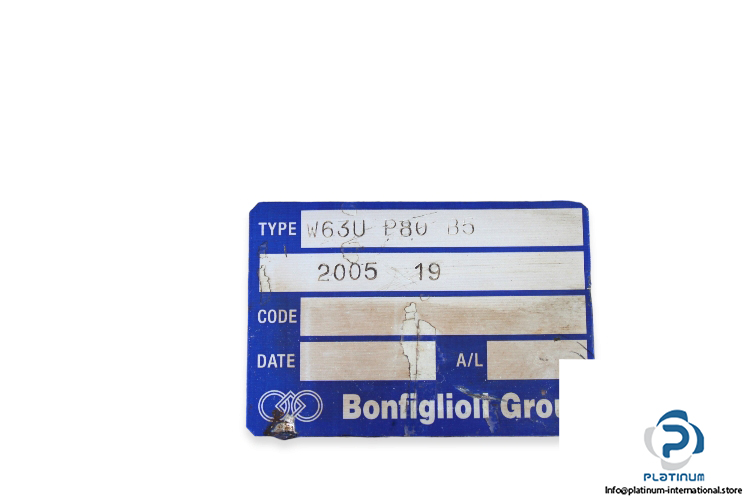 TYPE W63U P80 B5
2005 19
CODE
DATE A/L
Bonfiglioli Grou
PLATINUM
Info@platinum-international.store